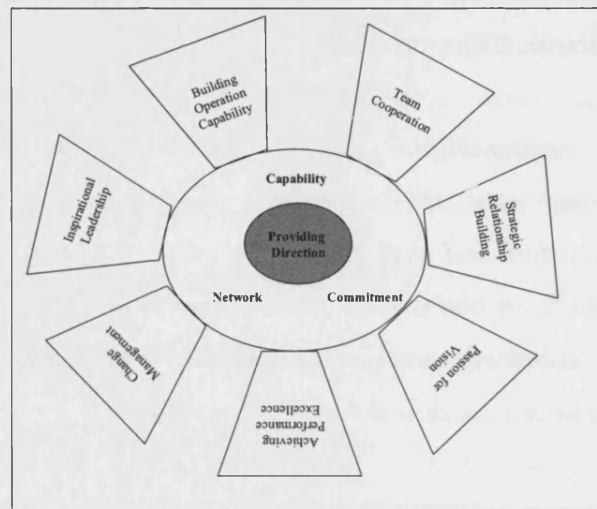 Building
Operation
Capability
Team
Cooperation
Strategic
Relationship
Building
Passion for
Vision
Achieving
Performance
Excellence
Change
Management
Inspirational
Leadership
Capability
Providing
Direction
Network
Commitment